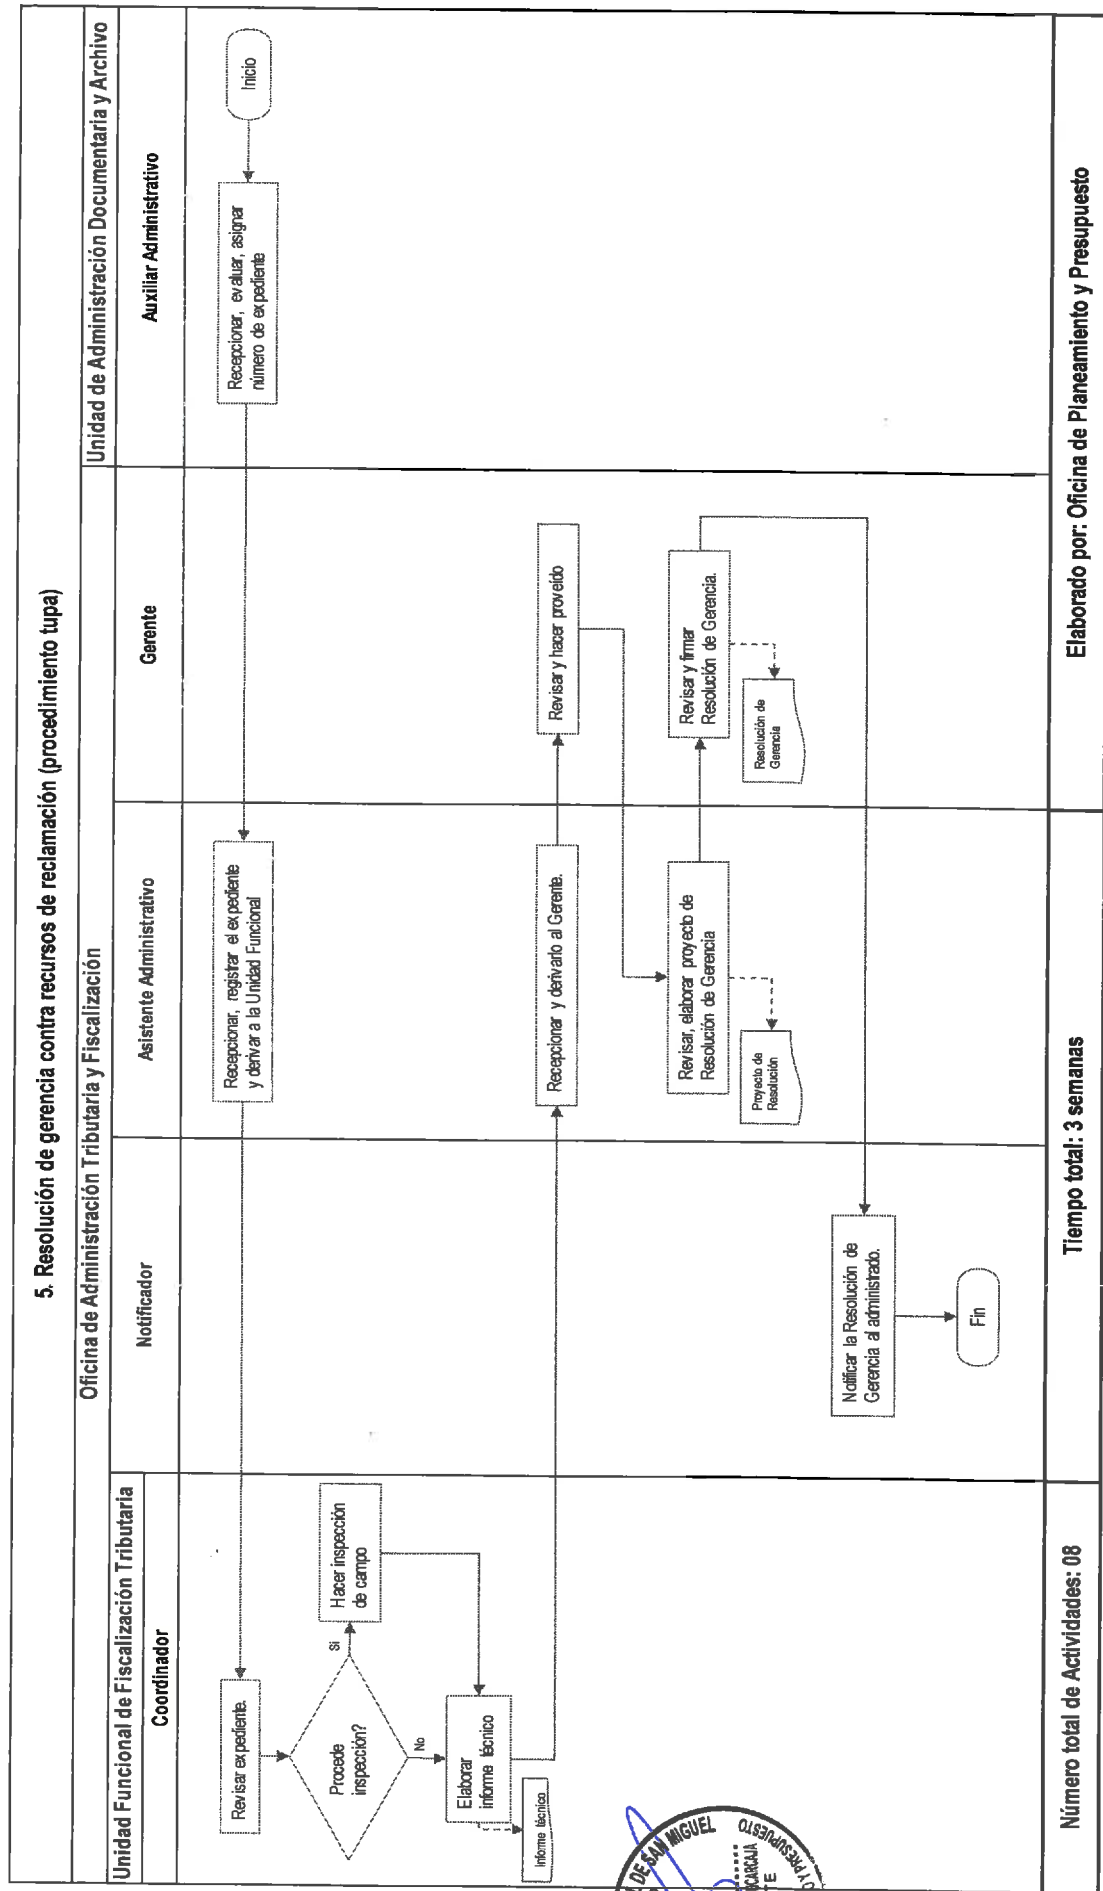 5. Resolución de gerencia contra recursos de reclamación (procedimiento tupa)
Oficina de Administración Tributaria y Fiscalización
Unidad de Administración Documentaria y Archivo
Unidad Funcional de Fiscalización Tributaria
Coordinador
Notificador
Asistente Administrativo
Gerente
Auxiliar Administrativo
Inicio
Recepcionar, evaluar, asignar
número de expediente
Recepcionar, registrar el expediente
y derivar a la Unidad Funcional
Revisar expediente.
Procede
inspección?
Si
Hacer inspección
de campo
No
Elaborar
informe técnico
Informe técnico
Recepcionar y derivarlo al Gerente.
Revisar y hacer proveído
Revisar, elaborar proyecto de
Resolución de Gerencia
Proyecto de
Resolución
Revisar y firmar
Resolución de Gerencia.
Resolución de
Gerencia
Notificar la Resolución de
Gerencia al administrado.
Fin
Número total de Actividades: 08
Tiempo total: 3 semanas
Elaborado por: Oficina de Planeamiento y Presupuesto
DE SAN MIGUEL
Y PRESUPUESTO